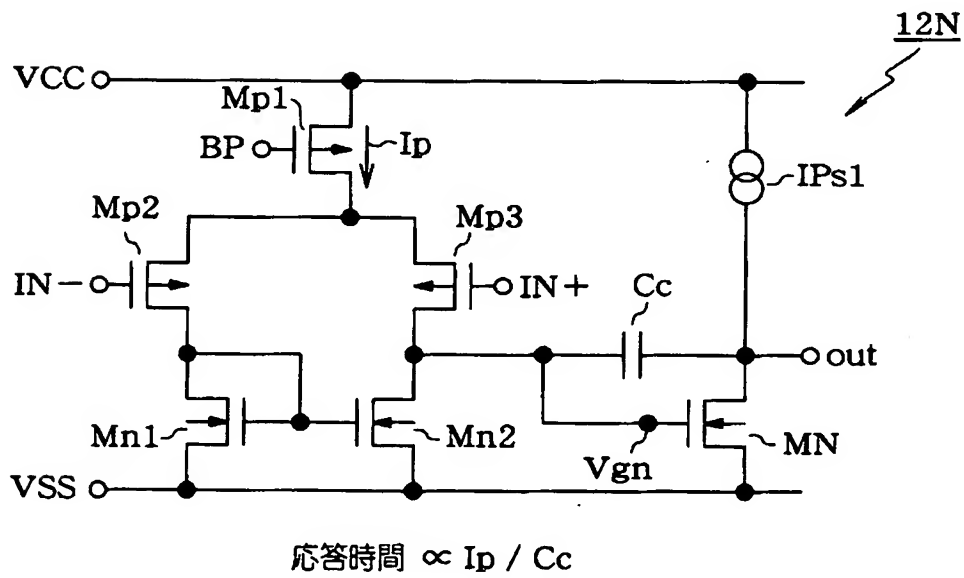 12N
VCC
Mp1
BP
Ip
IPs1
Mp2
Mp3
IN−
IN+
Cc
out
Mn1
Mn2
MN
Vgn
VSS
応答時間 ∝ Ip / Cc